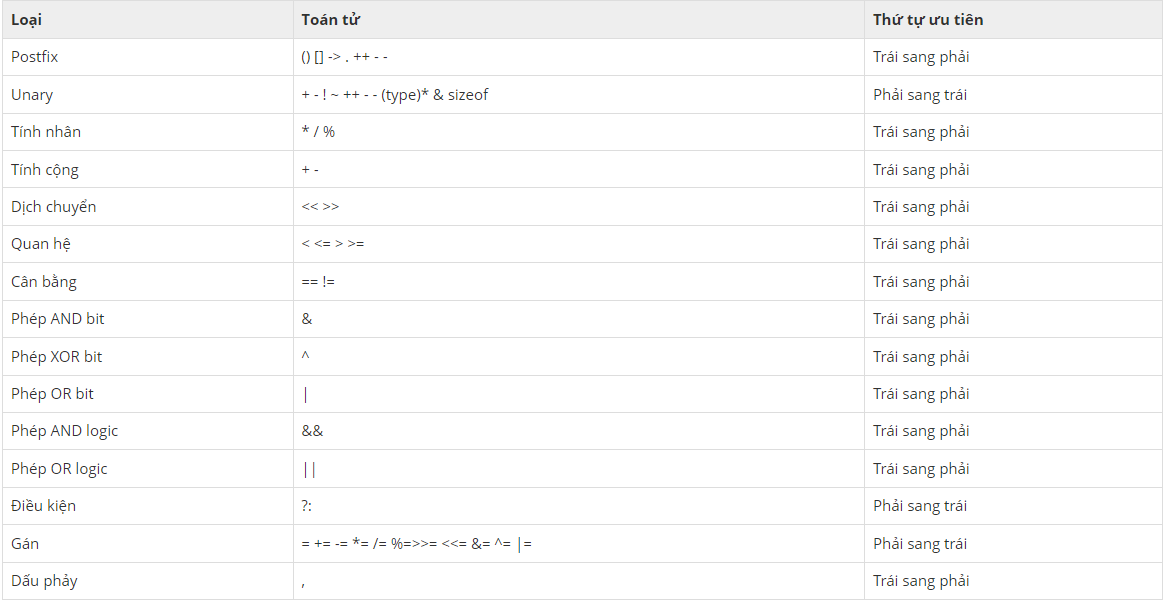 Loại Toán tử Thứ tự ưu tiên
Postfix () [] -> . ++ - - Trái sang phải
Unary + - ! ~ ++ - - (type)* & sizeof Phải sang trái
Tính nhân * / % Trái sang phải
Tính cộng + - Trái sang phải
Dịch chuyển << >> Trái sang phải
Quan hệ < <= > >= Trái sang phải
Cân bằng == != Trái sang phải
Phép AND bit & Trái sang phải
Phép XOR bit ^ Trái sang phải
Phép OR bit | Trái sang phải
Phép AND logic && Trái sang phải
Phép OR logic || Trái sang phải
Điều kiện ?: Phải sang trái
Gán = += -= *= /= %=>>= <<= &= ^= |= Phải sang trái
Dấu phảy , Trái sang phải